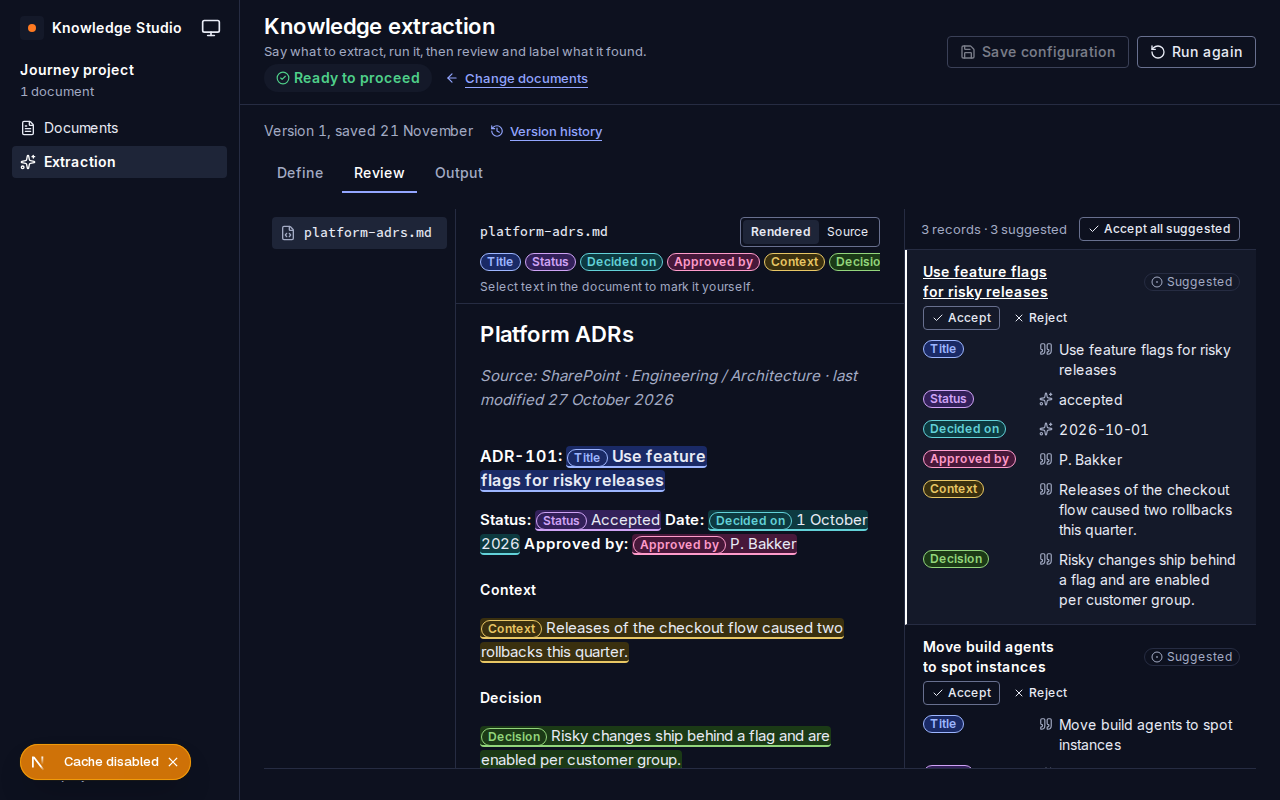 Knowledge Studio
Journey project
1 document
Documents
Extraction
Cache disabled
Knowledge extraction
Say what to extract, run it, then review and label what it found.
Ready to proceed
Change documents
Save configuration
Run again
Version 1, saved 21 November
Version history
Define
Review
Output
platform-adrs.md
platform-adrs.md
Rendered
Source
Title
Status
Decided on
Approved by
Context
Decisio
Select text in the document to mark it yourself.
Platform ADRs
Source: SharePoint · Engineering / Architecture · last
modified 27 October 2026
ADR-101: Title Use feature
flags for risky releases
Status: Status Accepted Date: Decided on 1 October
2026 Approved by: Approved by P. Bakker
Context
Context Releases of the checkout flow caused two
rollbacks this quarter.
Decision
Decision Risky changes ship behind a flag and are
enabled per customer group.
3 records · 3 suggested
Accept all suggested
Use feature flags
for risky releases
Suggested
Accept
Reject
Title
Use feature flags for risky
releases
Status
accepted
Decided on
2026-10-01
Approved by
P. Bakker
Context
Releases of the checkout
flow caused two rollbacks
this quarter.
Decision
Risky changes ship behind
a flag and are enabled
per customer group.
Move build agents
to spot instances
Suggested
Accept
Reject
Title
Move build agents to spot
instances